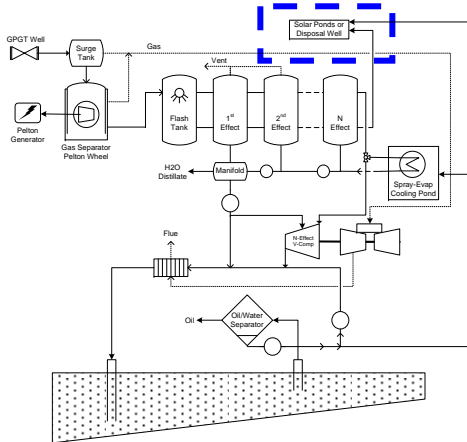 Solar Ponds or
Disposal Well
GPGT Well
Surge
Tank
Gas
Vent
Pelton
Generator
Gas Separator
Pelton Wheel
Flash
Tank
1st
Effect
2nd
Effect
N
Effect
H2O
Distillate
Manifold
Spray-Evap
Cooling Pond
N-Effect
V-Comp
Flue
Oil
Oil/Water
Separator